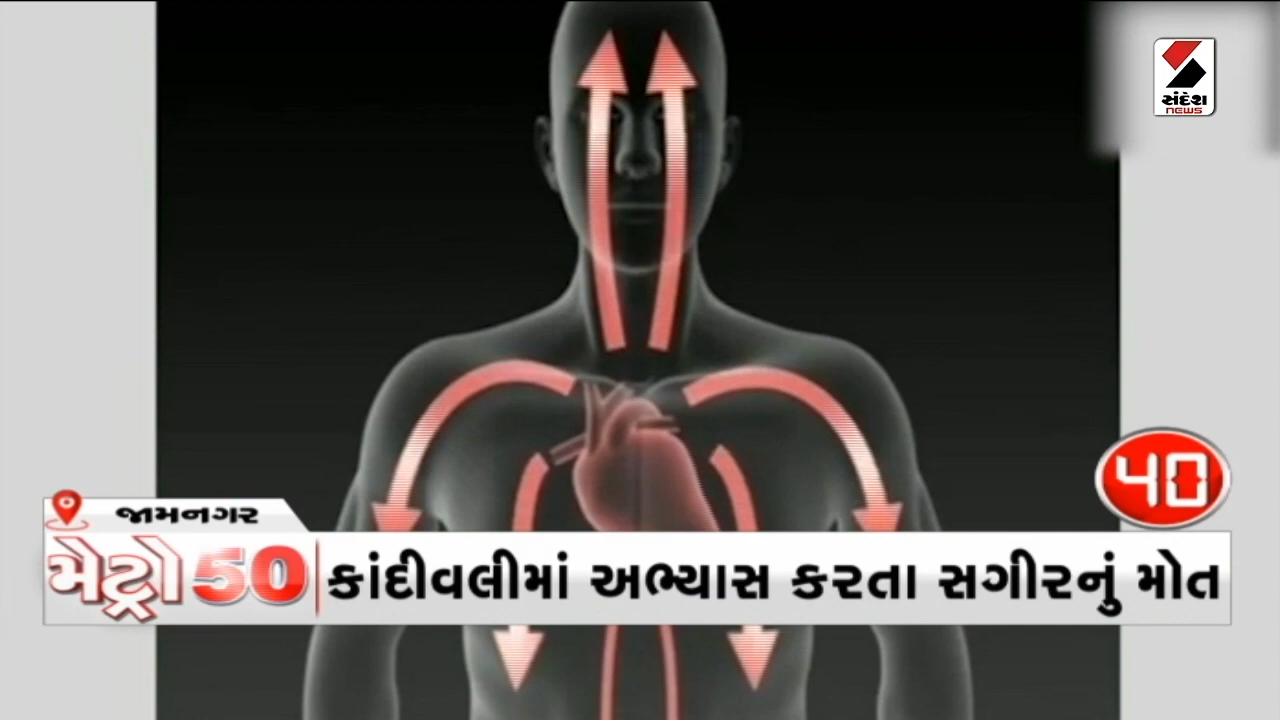 સંદેશ
NEWS
40
જામનગર
મેટ્રો 50
કાંદીવલીમાં અભ્યાસ કરતા સગીરનું મોત